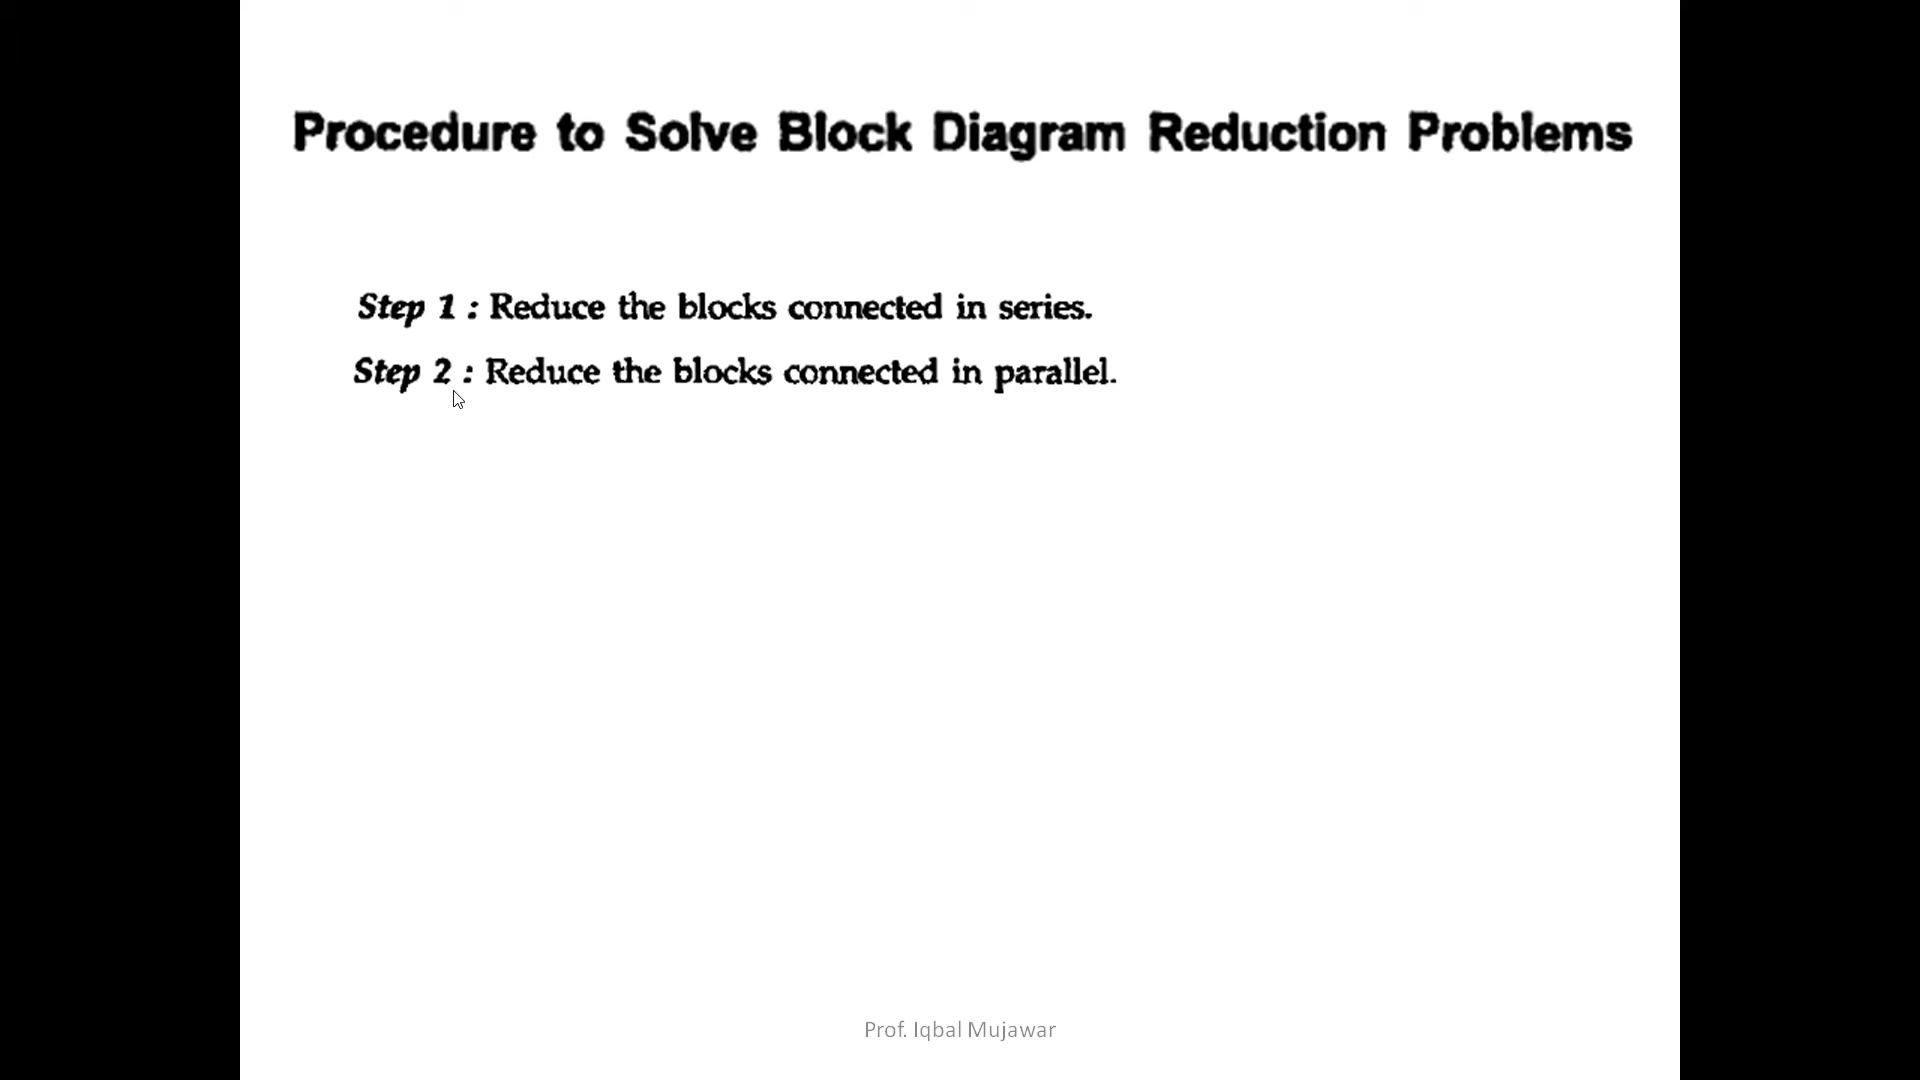 Procedure to Solve Block Diagram Reduction Problems
Step 1 : Reduce the blocks connected in series.
Step 2 : Reduce the blocks connected in parallel.
Prof. Iqbal Mujawar